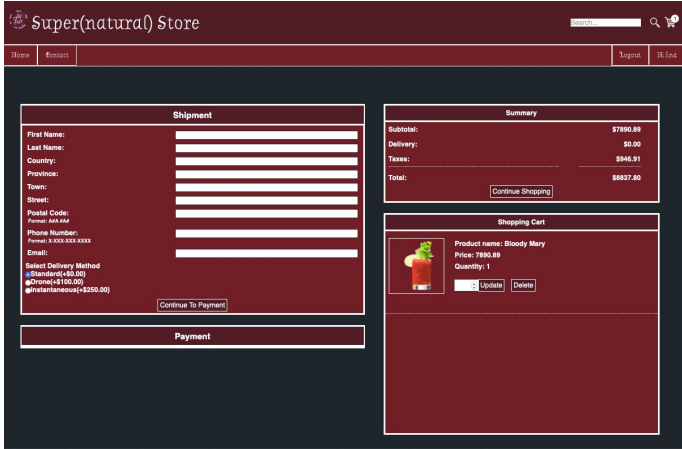 Super(natural) Store
Search...
Home
Contact
Logout
Shipment
First Name:
Last Name:
Country:
Province:
Town:
Street:
Postal Code:
Format: A#A #A#
Phone Number:
Format: X-XXX-XXX-XXXX
Email:
Select Delivery Method
Standard(+$0.00)
Drone(+$100.00)
Instantaneous(+$250.00)
Continue To Payment
Payment
Summary
Subtotal: $7890.89
Delivery: $0.00
Taxes: $946.91
Total: $8837.80
Continue Shopping
Shopping Cart
Product name: Bloody Mary
Price: 7890.89
Quantity: 1
Update Delete